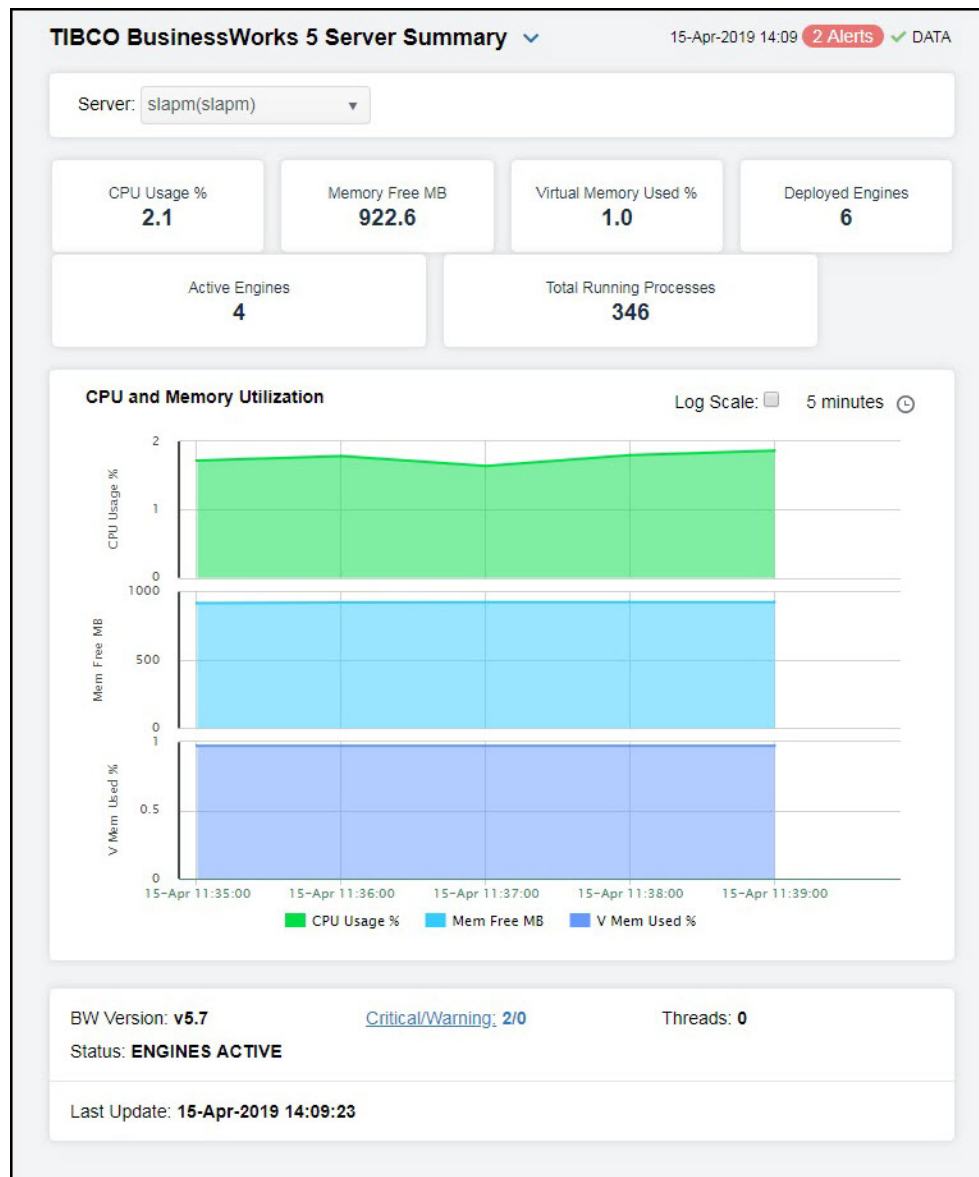 TIBCO BusinessWorks 5 Server Summary 15-Apr-2019 14:09 2 Alerts DATA
Server: slapm(slapm)
CPU Usage % Memory Free MB Virtual Memory Used % Deployed Engines
2.1 922.6 1.0 6
Active Engines Total Running Processes
4 346
CPU and Memory Utilization Log Scale: 5 minutes
2
CPU Usage %
1
0
1000
Mem Free MB
500
0
1
V Mem Used %
0.5
0
15-Apr 11:35:00 15-Apr 11:36:00 15-Apr 11:37:00 15-Apr 11:38:00 15-Apr 11:39:00
CPU Usage % Mem Free MB V Mem Used %
BW Version: v5.7 Critical/Warning: 2/0 Threads: 0
Status: ENGINES ACTIVE
Last Update: 15-Apr-2019 14:09:23